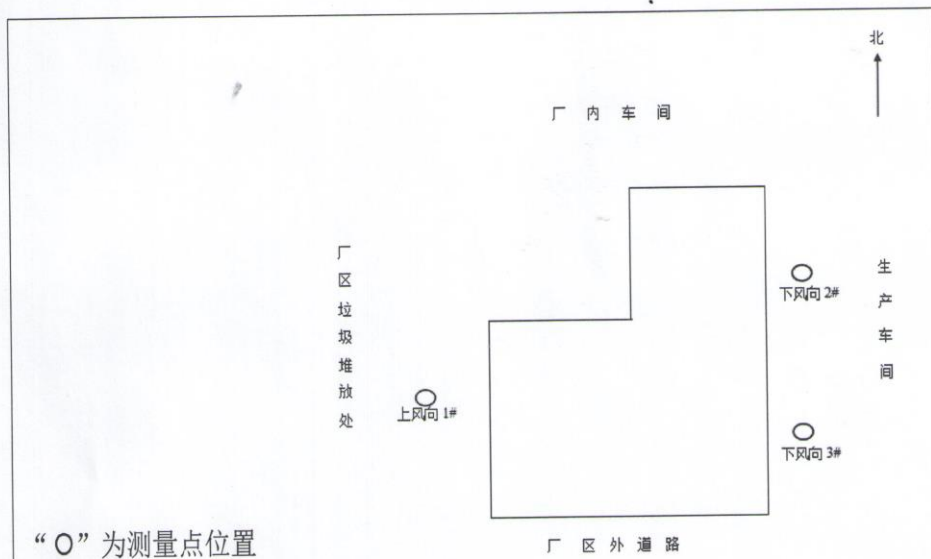 北
厂内车间
厂区垃圾堆放处
生产车间
下风向 2#
上风向 1#
下风向 3#
“O”为测量点位置
厂区外道路